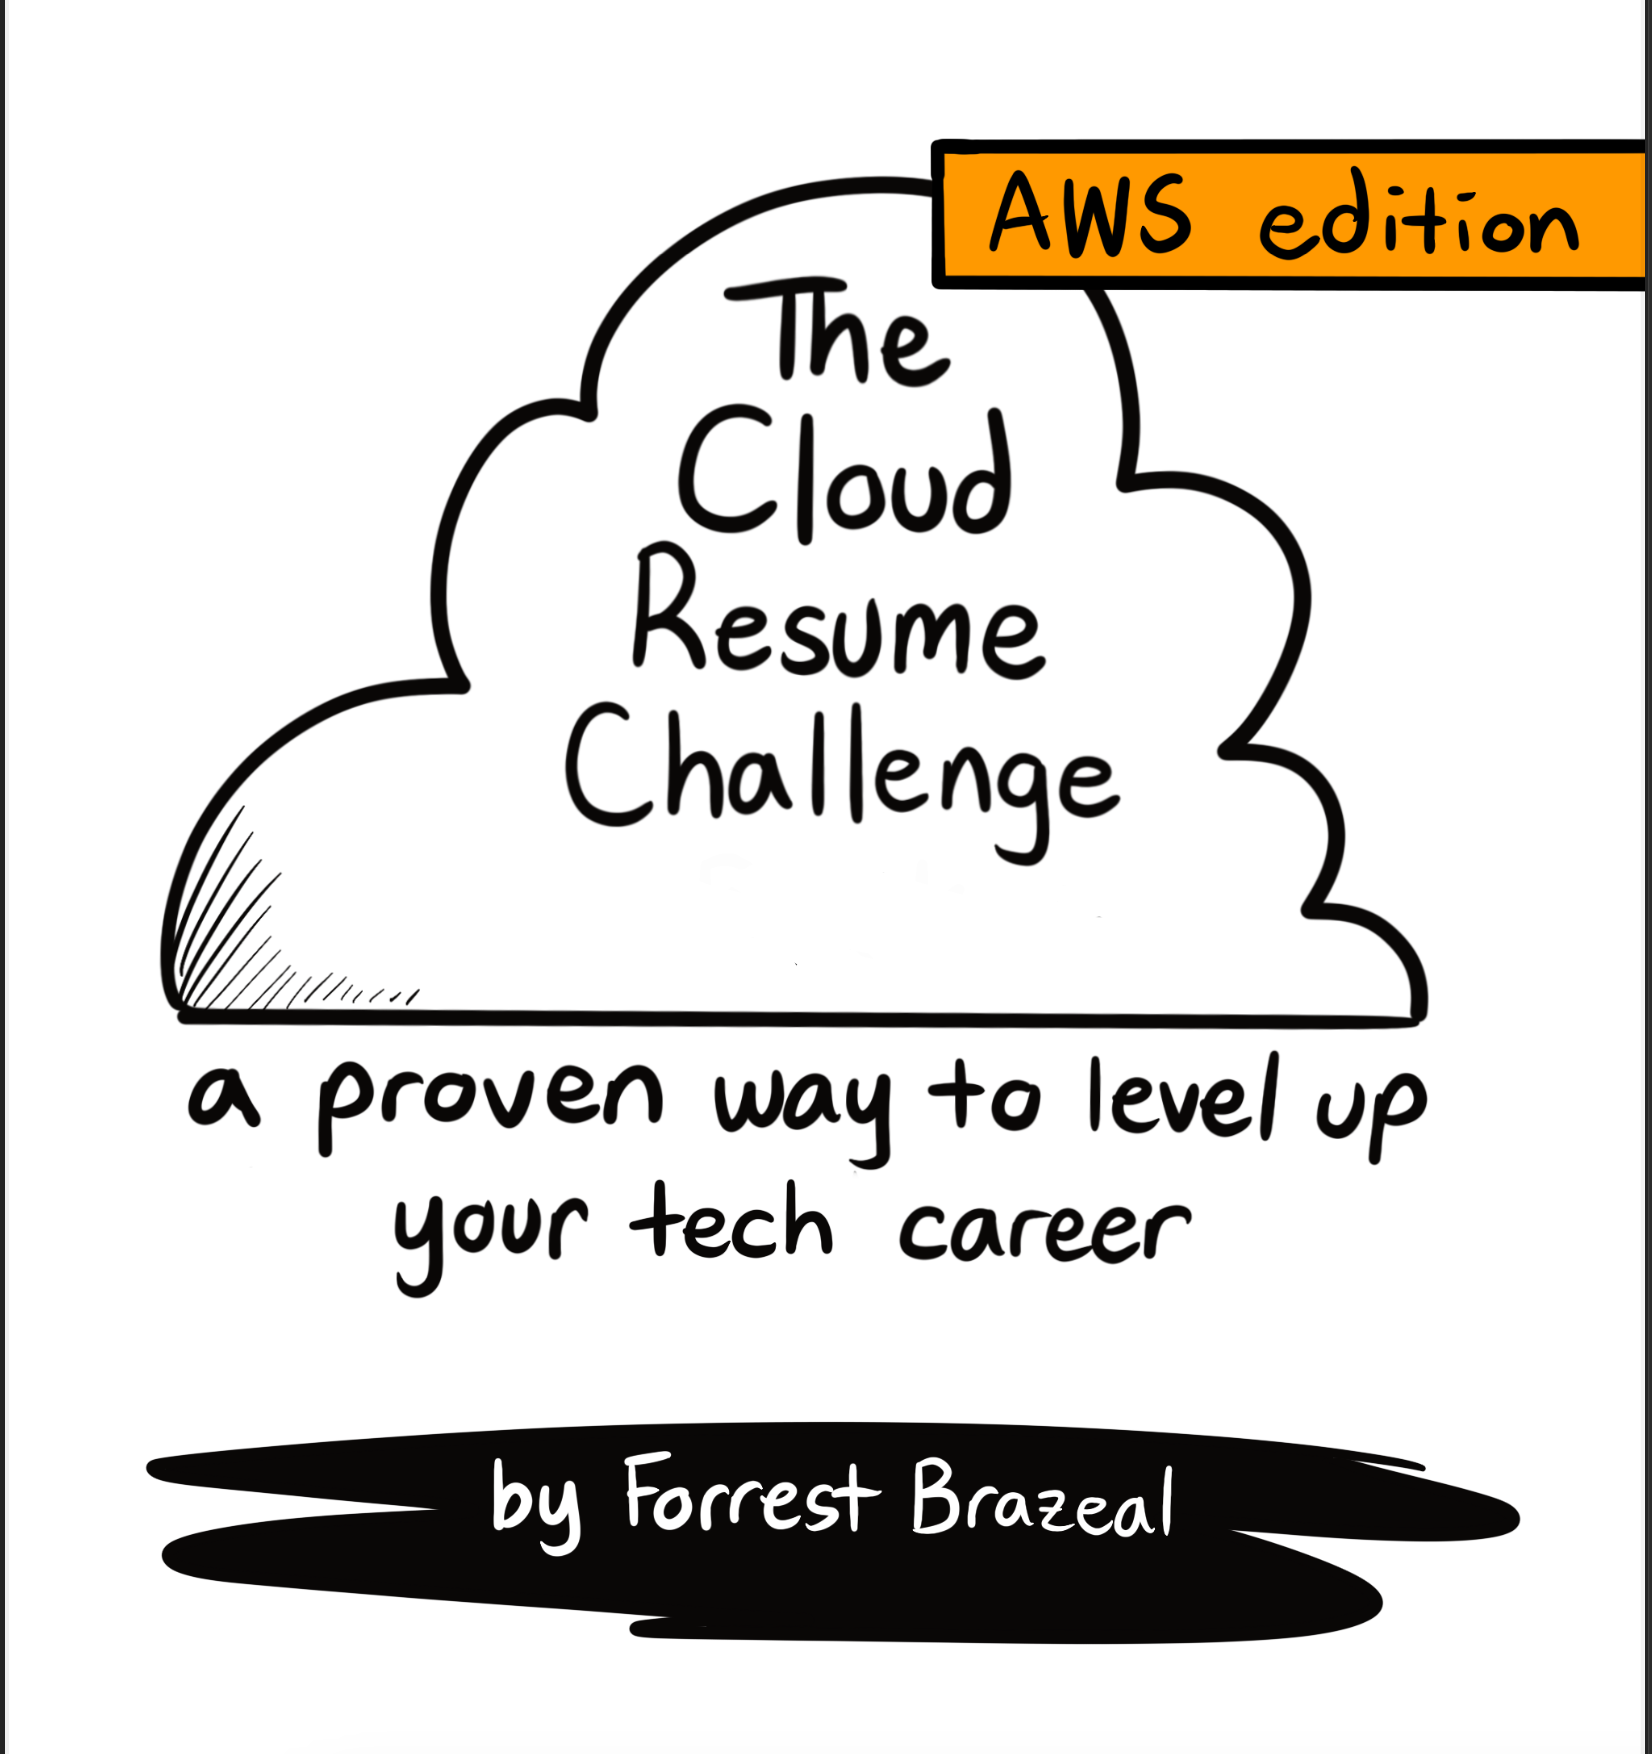 AWS edition
The
Cloud
Resume
Challenge
a proven way to level up
your tech career
by Forrest Brazeal